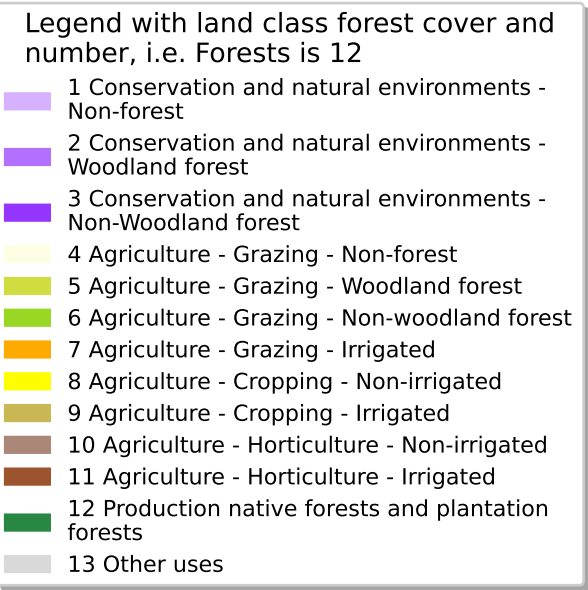 Legend with land class forest cover and
number, i.e. Forests is 12
1 Conservation and natural environments -
Non-forest
2 Conservation and natural environments -
Woodland forest
3 Conservation and natural environments -
Non-Woodland forest
4 Agriculture - Grazing - Non-forest
5 Agriculture - Grazing - Woodland forest
6 Agriculture - Grazing - Non-woodland forest
7 Agriculture - Grazing - Irrigated
8 Agriculture - Cropping - Non-irrigated
9 Agriculture - Cropping - Irrigated
10 Agriculture - Horticulture - Non-irrigated
11 Agriculture - Horticulture - Irrigated
12 Production native forests and plantation
forests
13 Other uses